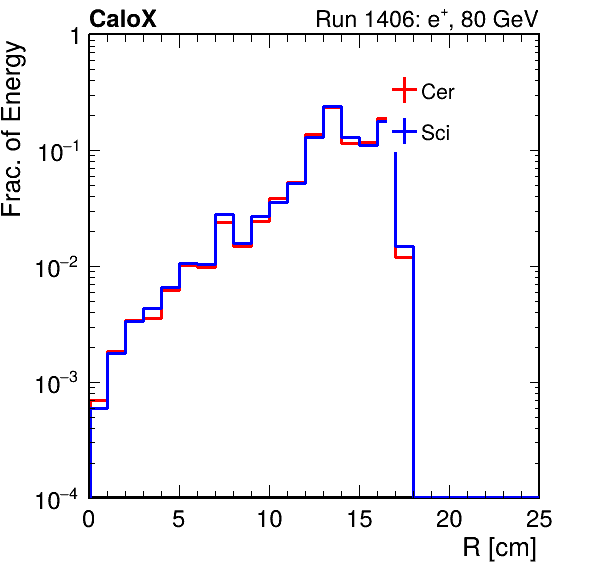 CaloX Run 1406: e⁺, 80 GeV
Frac. of Energy
1
10⁻¹
10⁻²
10⁻³
10⁻⁴
Cer
Sci
0 5 10 15 20 25
R [cm]